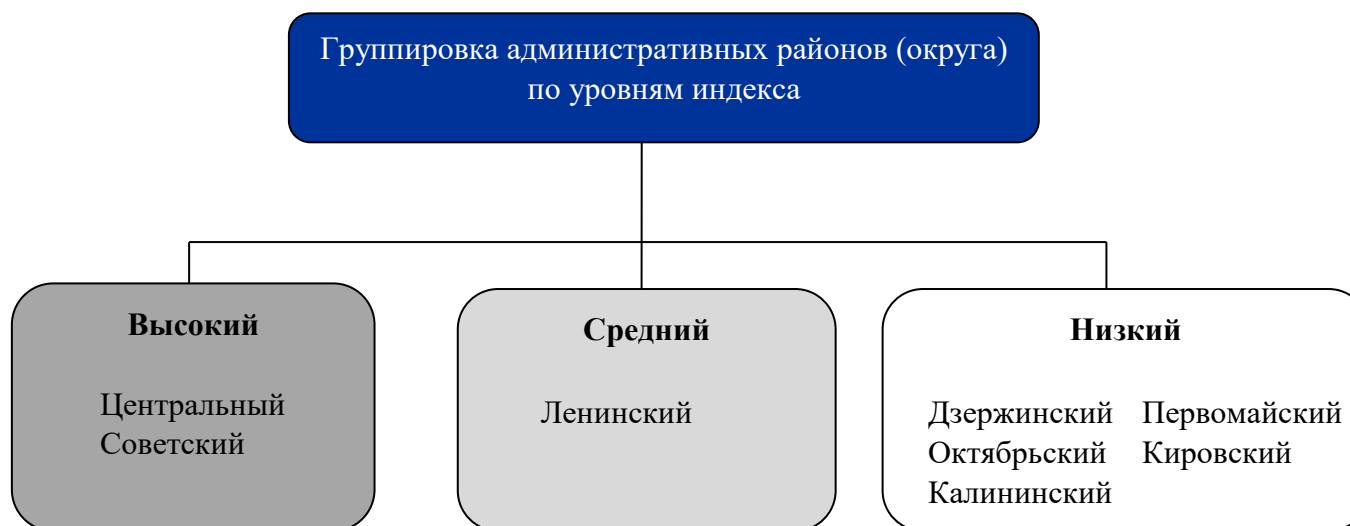 Группировка административных районов (округа)
по уровням индекса
Высокий
Центральный
Советский
Средний
Ленинский
Низкий
Дзержинский Первомайский
Октябрьский Кировский
Калининский